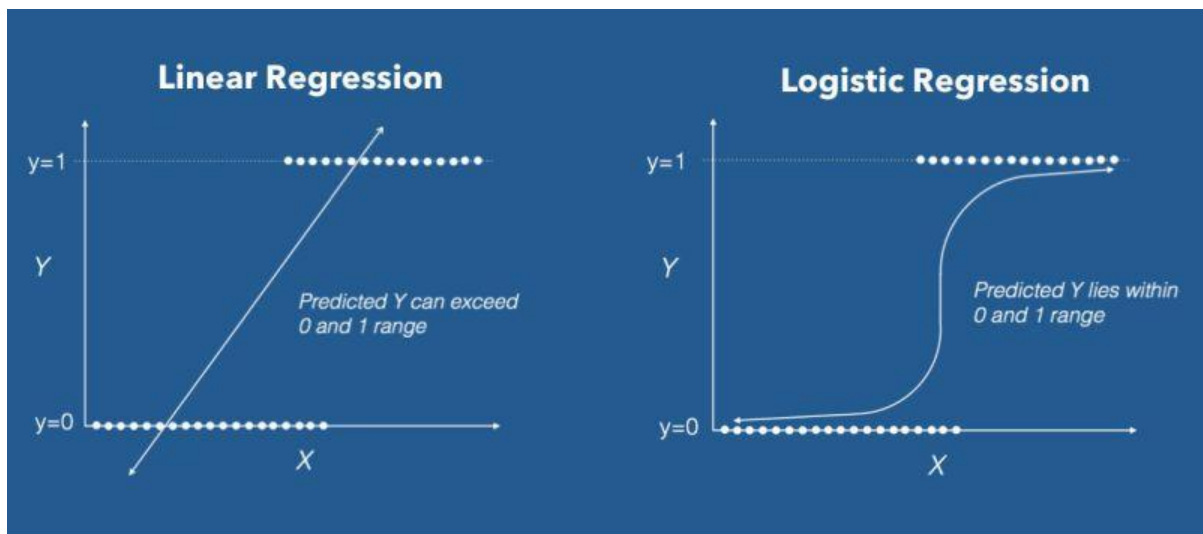 Linear Regression
y=1
Y
Predicted Y can exceed
0 and 1 range
y=0
X
Logistic Regression
y=1
Y
Predicted Y lies within
0 and 1 range
y=0
X